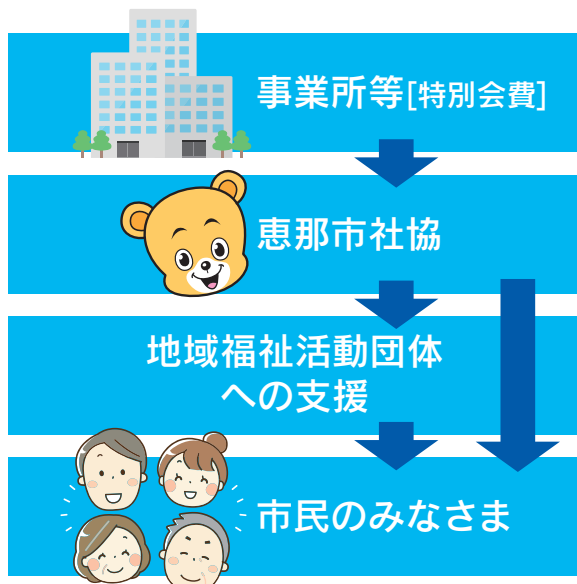 事業所等[特別会費]
恵那市社協
地域福祉活動団体
への支援
市民のみなさま